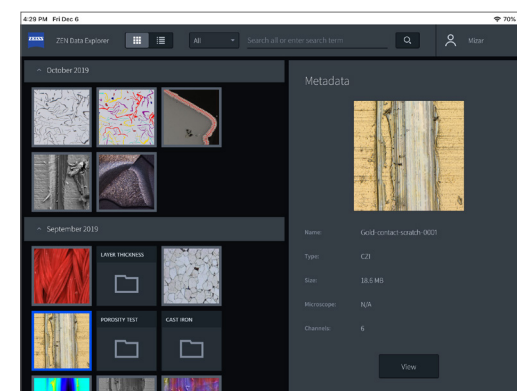 4:29 PM Fri Dec 6
70%
ZEISS
ZEN Data Explorer
All
Search all or enter search term
Mitar
October 2019
Metadata
September 2019
LAYER THICKNESS
POROSITY TEST
CAST IRON
Name: Gold-contact-scratch-0001
Type: CZI
Size: 18.6 MB
Microscope: N/A
Channels: 6
View